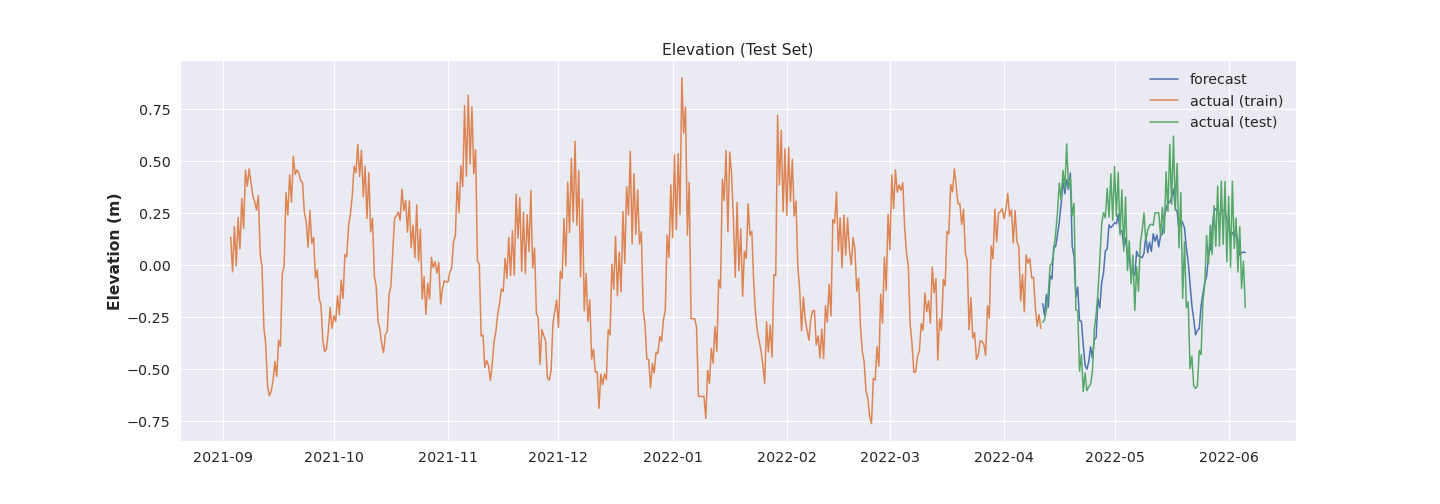 Elevation (Test Set)
forecast
actual (train)
actual (test)
Elevation (m)
0.75
0.50
0.25
0.00
−0.25
−0.50
−0.75
2021-09 2021-10 2021-11 2021-12 2022-01 2022-02 2022-03 2022-04 2022-05 2022-06